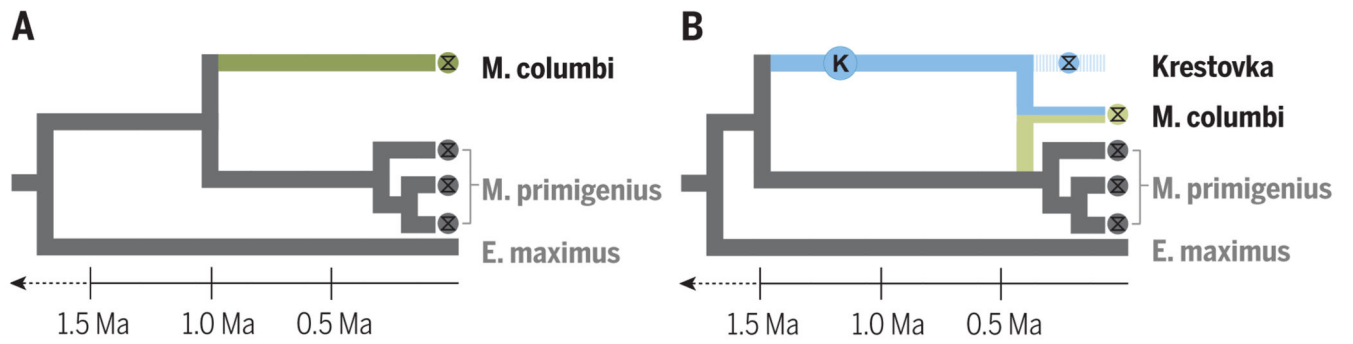 A
M. columbi
M. primigenius
E. maximus
1.5 Ma 1.0 Ma 0.5 Ma
B
K
Krestovka
M. columbi
M. primigenius
E. maximus
1.5 Ma 1.0 Ma 0.5 Ma